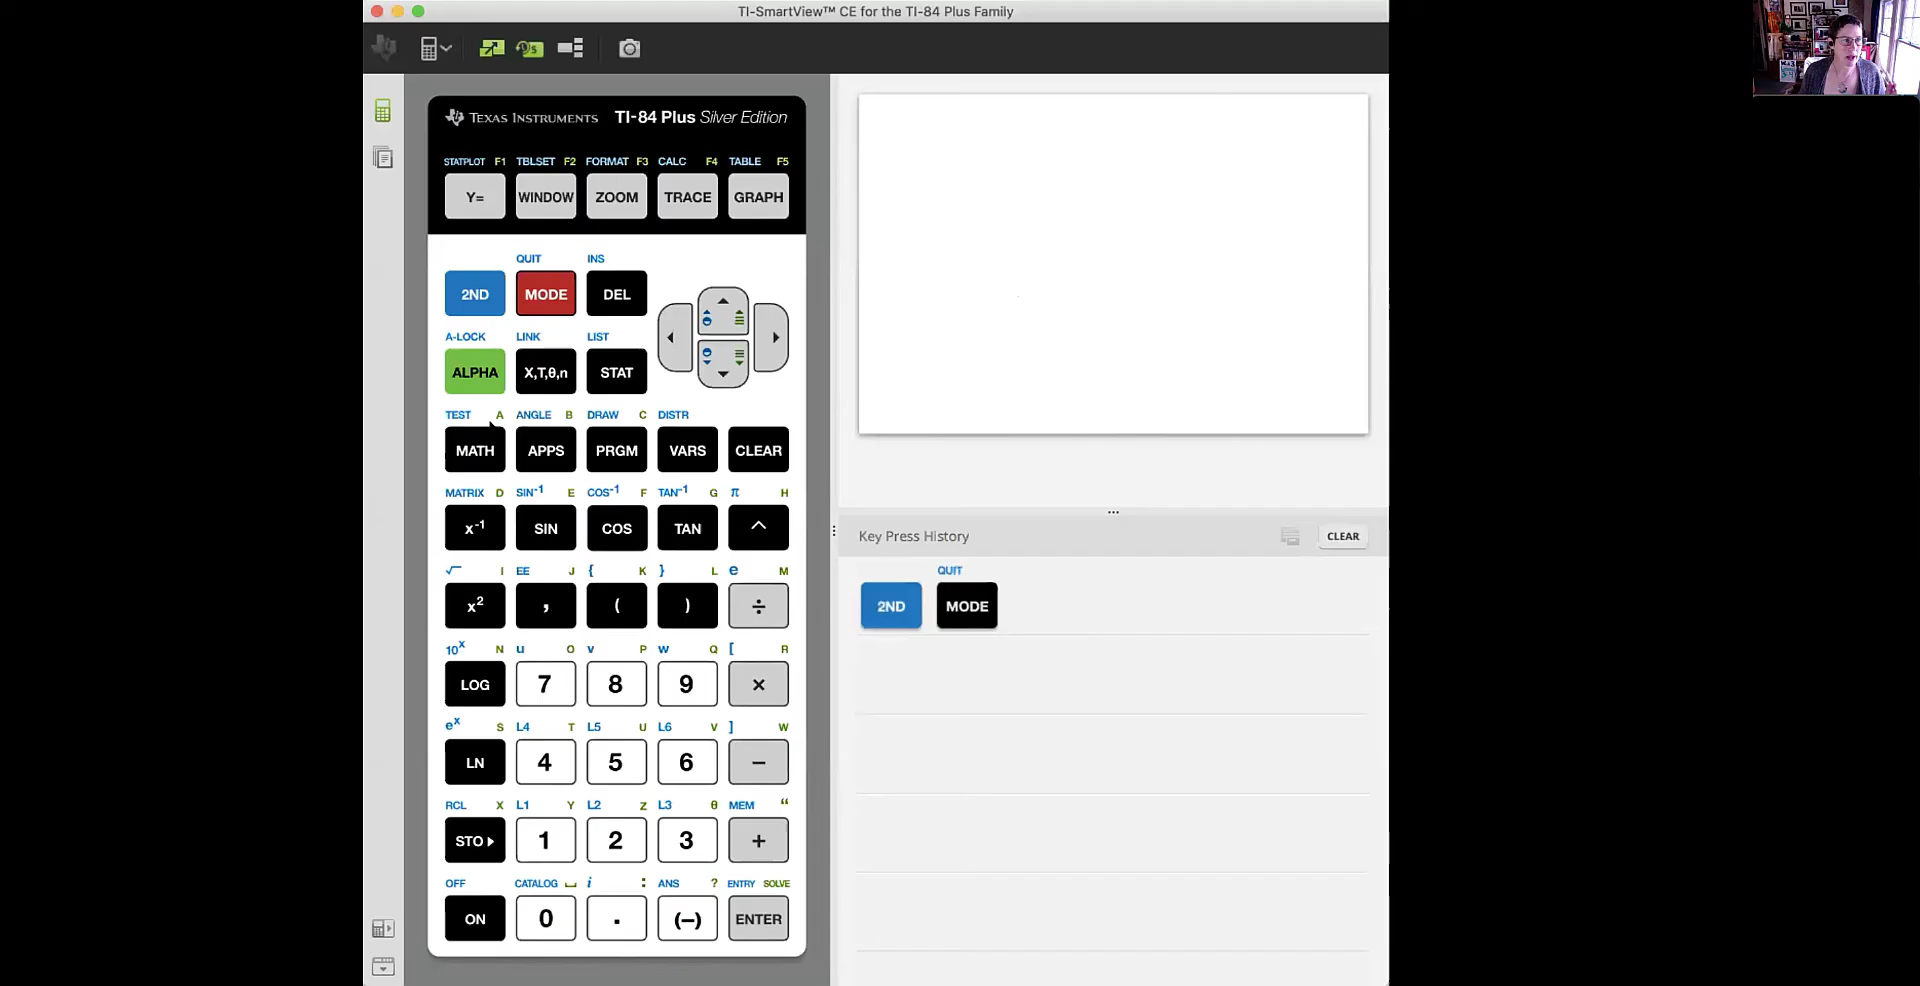 TI-SmartView™ CE for the TI-84 Plus Family
TEXAS INSTRUMENTS TI-84 Plus Silver Edition
STATPLOT F1 TBLSET F2 FORMAT F3 CALC F4 TABLE F5
Y= WINDOW ZOOM TRACE GRAPH
QUIT INS
2ND MODE DEL
A-LOCK LINK LIST
ALPHA X,T,θ,n STAT
TEST A ANGLE B DRAW C DISTR
MATH APPS PRGM VARS CLEAR
MATRIX D SIN-1 E COS-1 F TAN-1 G π H
x-1 SIN COS TAN ^
√ I EE J { K } L e M
x2 , ( ) ÷
10x N u O v P w Q [ R
LOG 7 8 9 ×
ex S L4 T L5 U L6 V ] W
LN 4 5 6 −
RCL X L1 Y L2 Z L3 θ MEM “
STO 1 2 3 +
OFF CATALOG i : ANS ? ENTRY SOLVE
ON 0 . (−) ENTER
Key Press History CLEAR
QUIT
2ND MODE